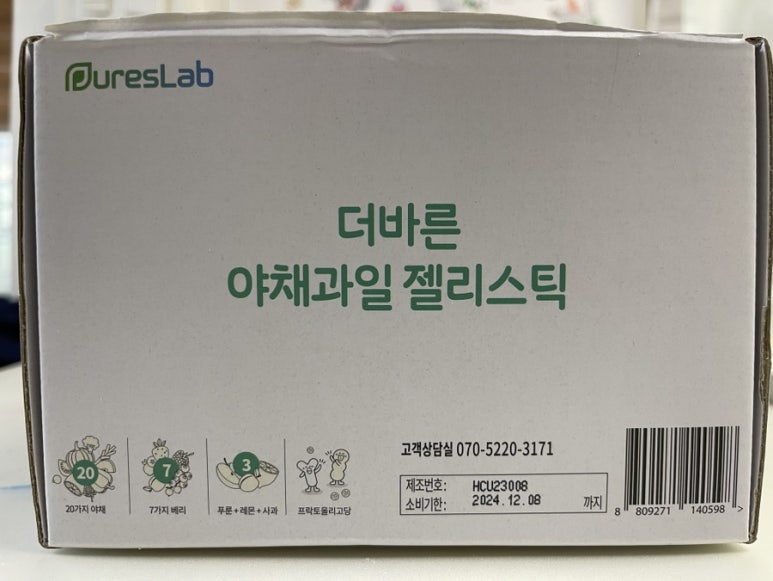 PuresLab
더바른
야채과일 젤리스틱
20
7
3
20가지 야채
7가지 베리
푸룬+레몬+사과
프락토올리고당
고객상담실 070-5220-3171
제조번호: HCU23008
소비기한: 2024.12.08 까지
8 809271 140598 >